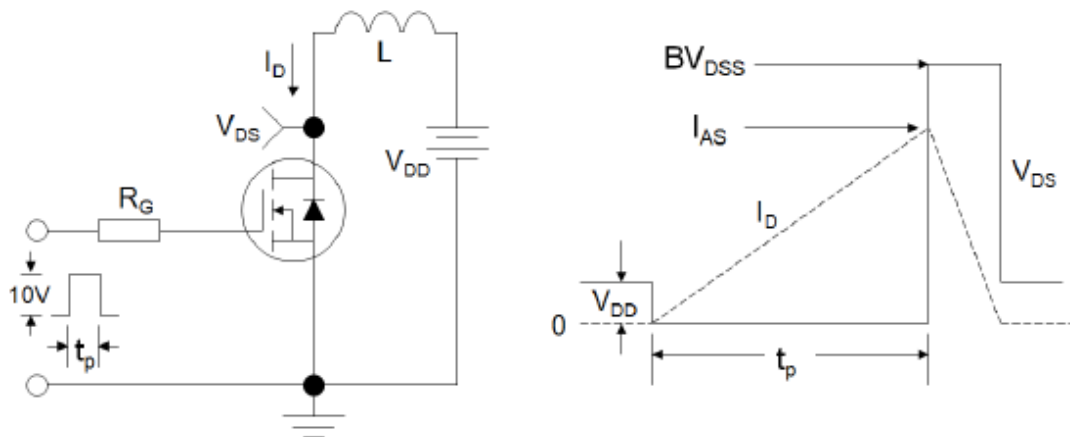 L
I_D
V_DS
V_DD
R_G
10V
t_p
BV_DSS
I_AS
V_DS
I_D
V_DD
0
t_p